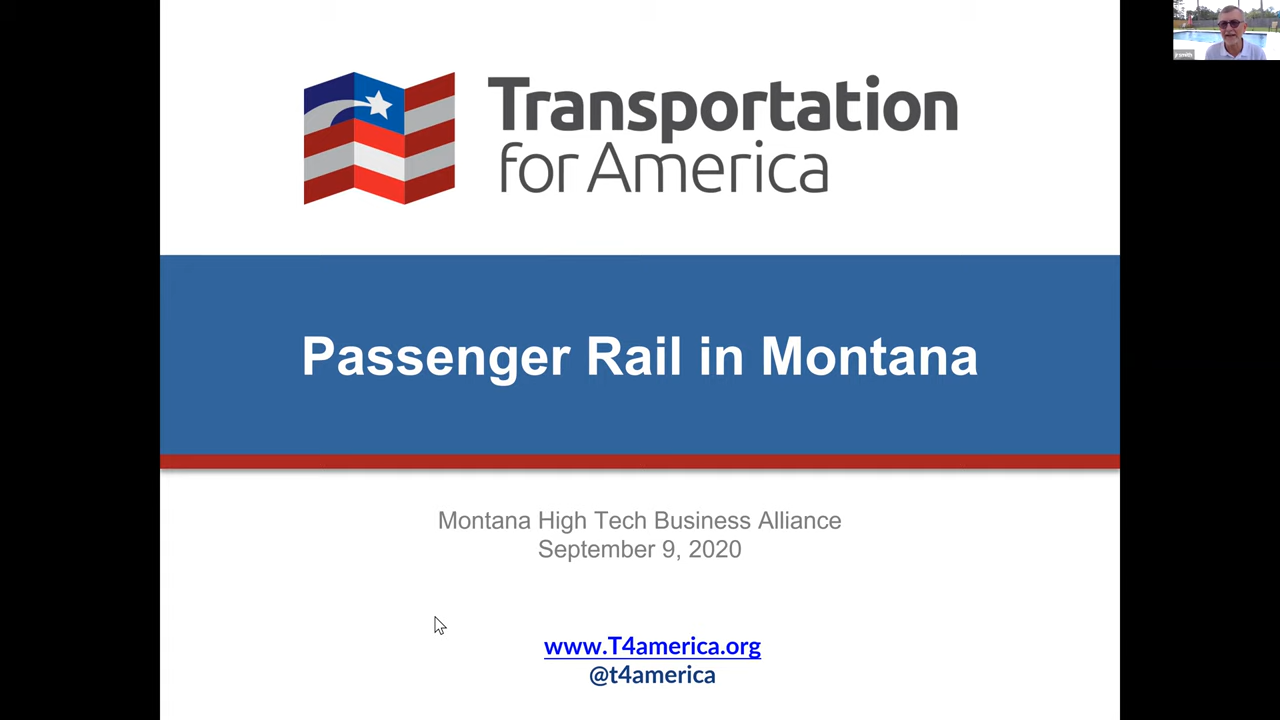 Transportation
for America
Passenger Rail in Montana
Montana High Tech Business Alliance
September 9, 2020
www.T4america.org
@t4america